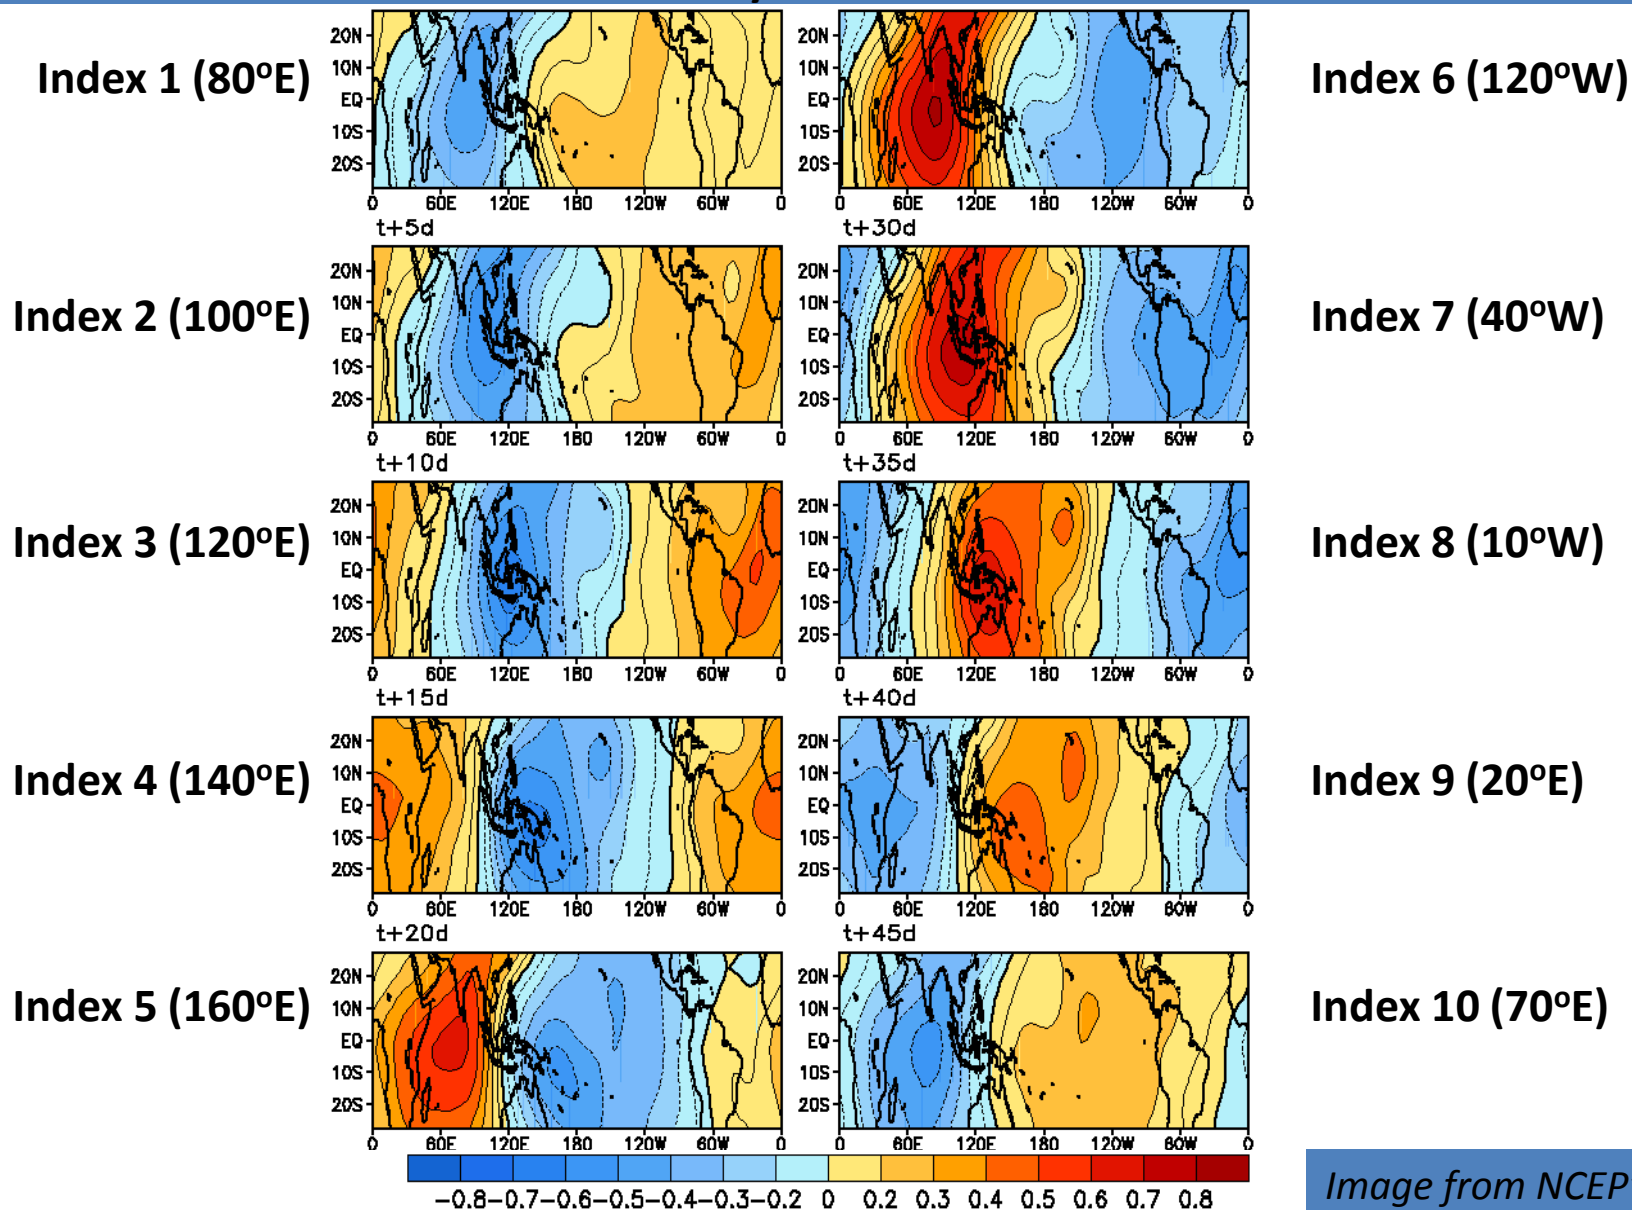 Index 1 (80ºE)
20N
10N
EQ
10S
20S
0 60E 120E 180 120W 60W 0
Index 6 (120ºW)
20N
10N
EQ
10S
20S
0 60E 120E 180 120W 60W 0
t+5d
Index 2 (100ºE)
20N
10N
EQ
10S
20S
0 60E 120E 180 120W 60W 0
t+30d
Index 7 (40ºW)
20N
10N
EQ
10S
20S
0 60E 120E 180 120W 60W 0
t+10d
Index 3 (120ºE)
20N
10N
EQ
10S
20S
0 60E 120E 180 120W 60W 0
t+35d
Index 8 (10ºW)
20N
10N
EQ
10S
20S
0 60E 120E 180 120W 60W 0
t+15d
Index 4 (140ºE)
20N
10N
EQ
10S
20S
0 60E 120E 180 120W 60W 0
t+40d
Index 9 (20ºE)
20N
10N
EQ
10S
20S
0 60E 120E 180 120W 60W 0
t+20d
Index 5 (160ºE)
20N
10N
EQ
10S
20S
0 60E 120E 180 120W 60W 0
t+45d
Index 10 (70ºE)
20N
10N
EQ
10S
20S
0 60E 120E 180 120W 60W 0
-0.8 -0.7 -0.6 -0.5 -0.4 -0.3 -0.2 0 0.2 0.3 0.4 0.5 0.6 0.7 0.8
Image from NCEP